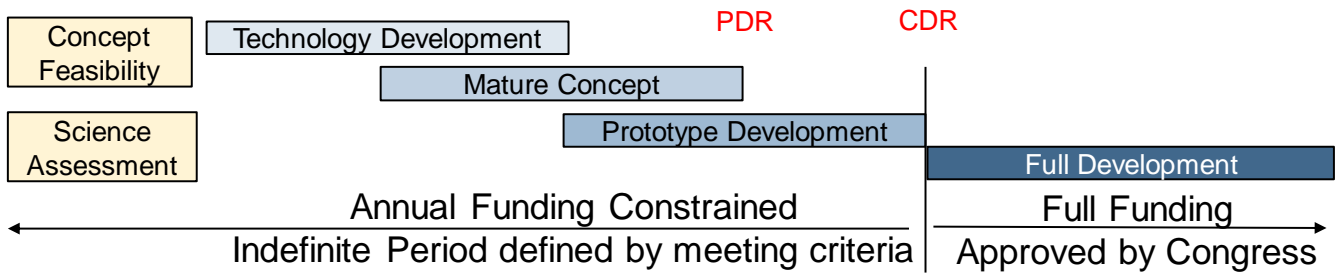 PDR
CDR
Concept
Feasibility
Technology Development
Mature Concept
Science
Assessment
Prototype Development
Full Development
Annual Funding Constrained
Indefinite Period defined by meeting criteria
Full Funding
Approved by Congress